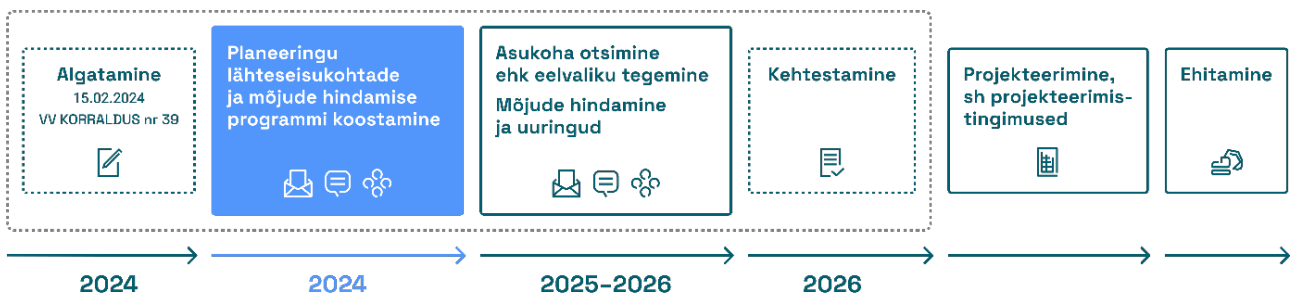 Algatamine
15.02.2024
VV KORRALDUS nr 39
Planeeringu
lähteseisukohtade
ja mõjude hindamise
programmi koostamine
Asukoha otsimine
ehk eelvaliku tegemine
Mõjude hindamine
ja uuringud
Kehtestamine
Projekteerimine,
sh projekteerimis-
tingimused
Ehitamine
2024
2024
2025–2026
2026